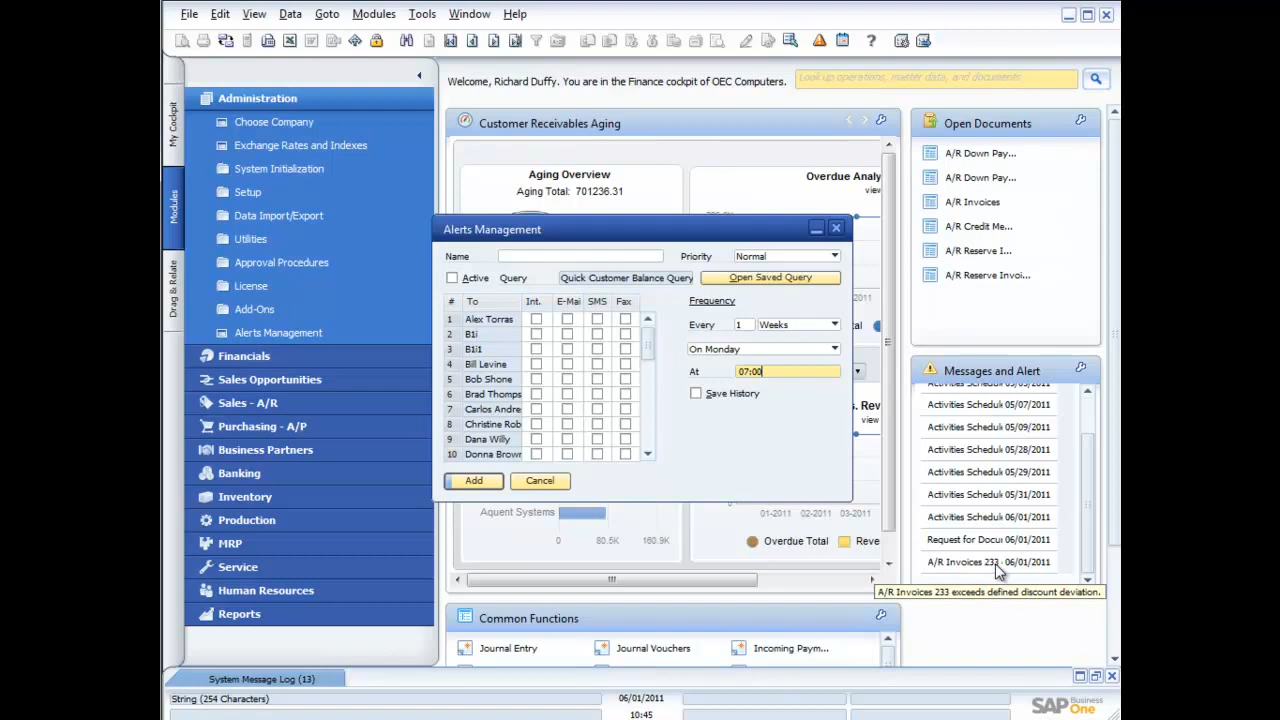 File Edit View Data Goto Modules Tools Window Help
Welcome, Richard Duffy. You are in the Finance cockpit of OEC Computers.
Look up operations, master data, and documents
My Cockpit
Modules
Drag & Relate
Administration
Choose Company
Exchange Rates and Indexes
System Initialization
Setup
Data Import/Export
Utilities
Approval Procedures
License
Add-Ons
Alerts Management
Financials
Sales Opportunities
Sales - A/R
Purchasing - A/P
Business Partners
Banking
Inventory
Production
MRP
Service
Human Resources
Reports
Customer Receivables Aging
Aging Overview
Aging Total: 701236.31
Overdue Analy
view
Alerts Management
Name Priority Normal
Active Query Quick Customer Balance Query Open Saved Query
# To Int. E-Mai SMS Fax
1 Alex Torras
2 B1i
3 B1i1
4 Bill Levine
5 Bob Shone
6 Brad Thomps
7 Carlos Andre
8 Christine Rob
9 Dana Willy
10 Donna Brown
Frequency
Every 1 Weeks
On Monday
At 07:00
Save History
Add Cancel
2011
tal
s. Rev
view
Aquent Systems
0 80.5K 160.9K
01-2011 02-2011 03-2011
Overdue Total Reve
Open Documents
A/R Down Pay...
A/R Down Pay...
A/R Invoices
A/R Credit Me...
A/R Reserve I...
A/R Reserve Invoi...
Messages and Alert
Activities Schedul 05/03/2011
Activities Schedul 05/07/2011
Activities Schedul 05/09/2011
Activities Schedul 05/28/2011
Activities Schedul 05/29/2011
Activities Schedul 05/31/2011
Activities Schedul 06/01/2011
Request for Docu 06/01/2011
A/R Invoices 233 06/01/2011
A/R Invoices 233 exceeds defined discount deviation.
Common Functions
Journal Entry Journal Vouchers Incoming Paym...
System Message Log (13)
String (254 Characters) 06/01/2011
10:45
SAP Business One